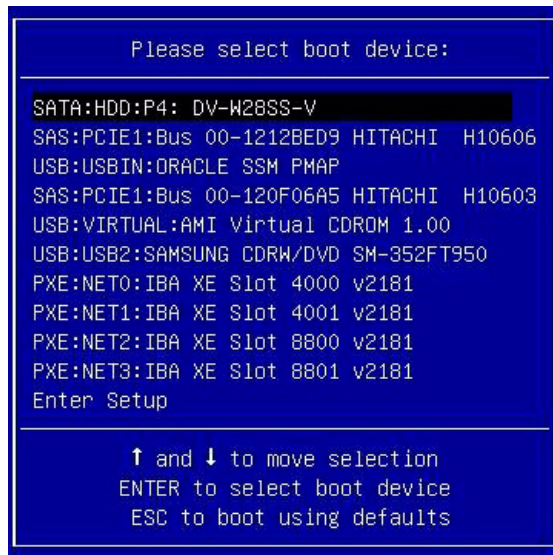 Please select boot device:
SATA:HDD:P4: DV-W28SS-V
SAS:PCIE1:Bus 00-1212BED9 HITACHI H10606
USB:USBIN:ORACLE SSM PMAP
SAS:PCIE1:Bus 00-120F06A5 HITACHI H10603
USB:VIRTUAL:AMI Virtual CDROM 1.00
USB:USB2:SAMSUNG CDRW/DVD SM-352FT950
PXE:NET0:IBA XE Slot 4000 v2181
PXE:NET1:IBA XE Slot 4001 v2181
PXE:NET2:IBA XE Slot 8800 v2181
PXE:NET3:IBA XE Slot 8801 v2181
Enter Setup
↑ and ↓ to move selection
ENTER to select boot device
ESC to boot using defaults